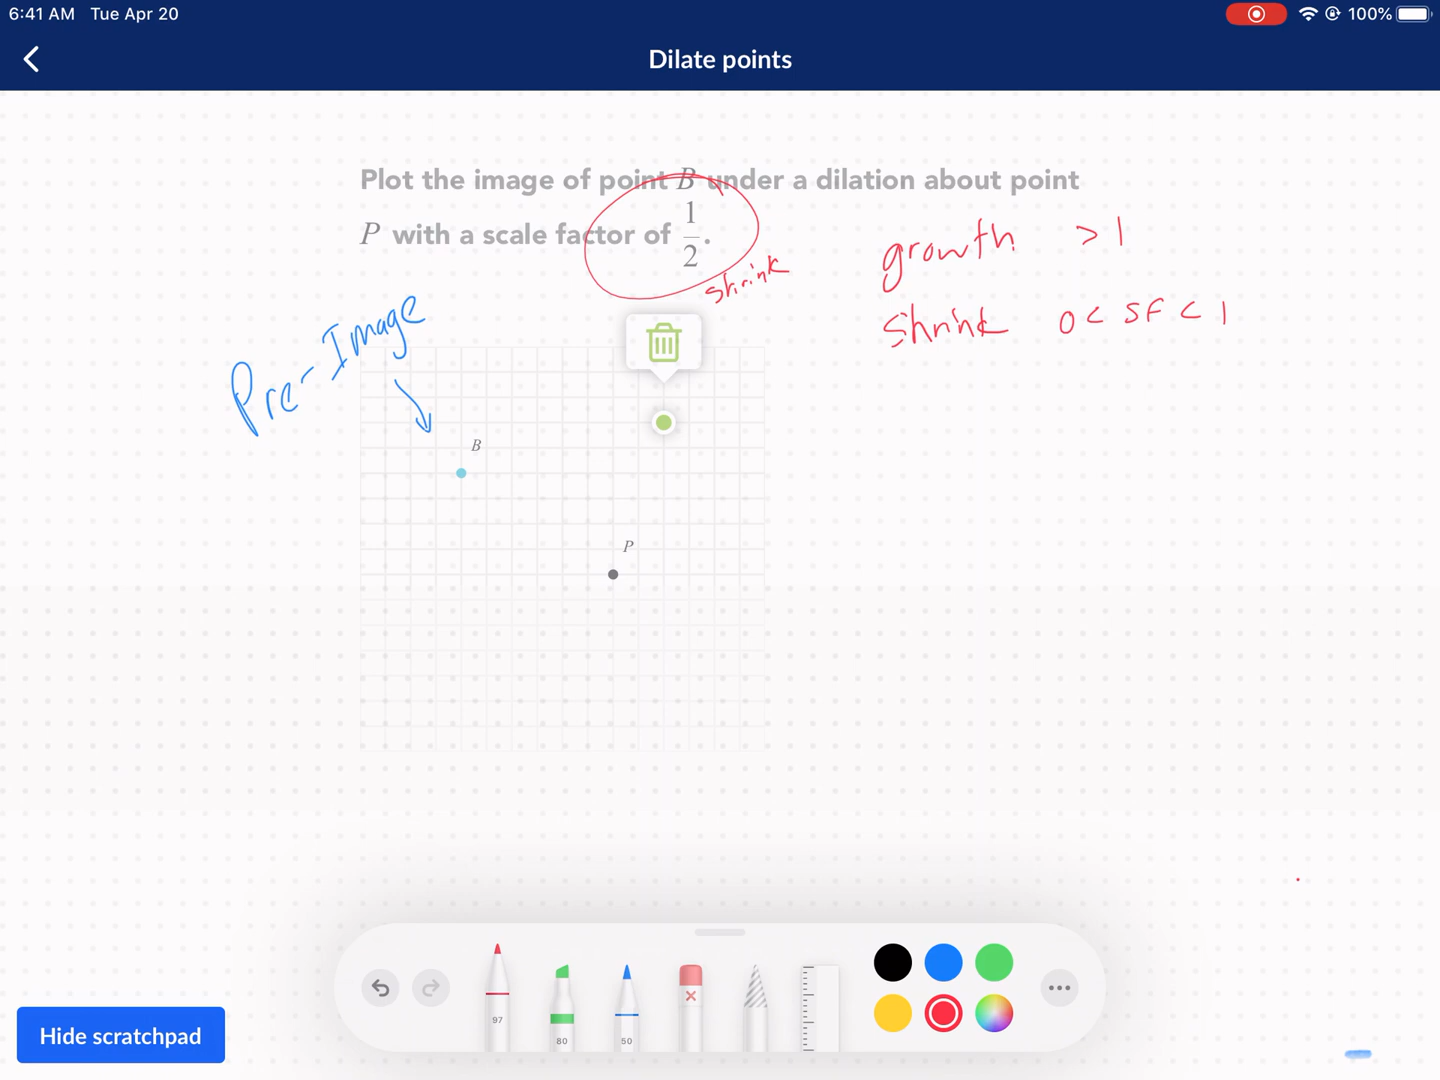 6:41 AM Tue Apr 20
100%
Dilate points
Plot the image of point B under a dilation about point
P with a scale factor of 1/2.
shrink
growth > 1
shrink 0 < SF < 1
Pre-Image
B
P
97
80
50
Hide scratchpad